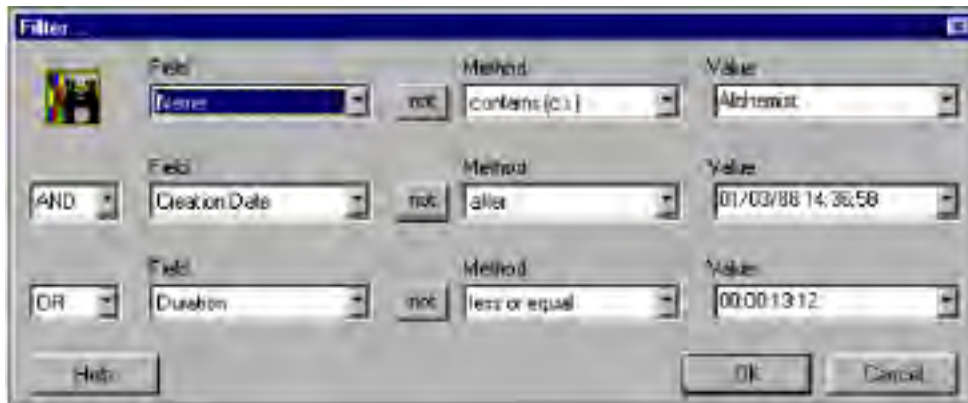 Filter...
Field Method Value
Name not contains (c.i.) Alchemist
Field Method Value
AND Creation Date not after 01/03/88 14:36:58
Field Method Value
OR Duration not less or equal 00:00:13:12
Help OK Cancel